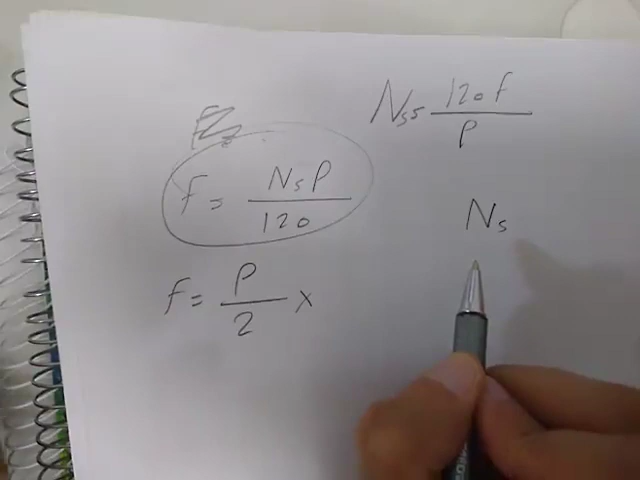 Ns = 120f / P
f = NsP / 120
Ns
f = P / 2 x